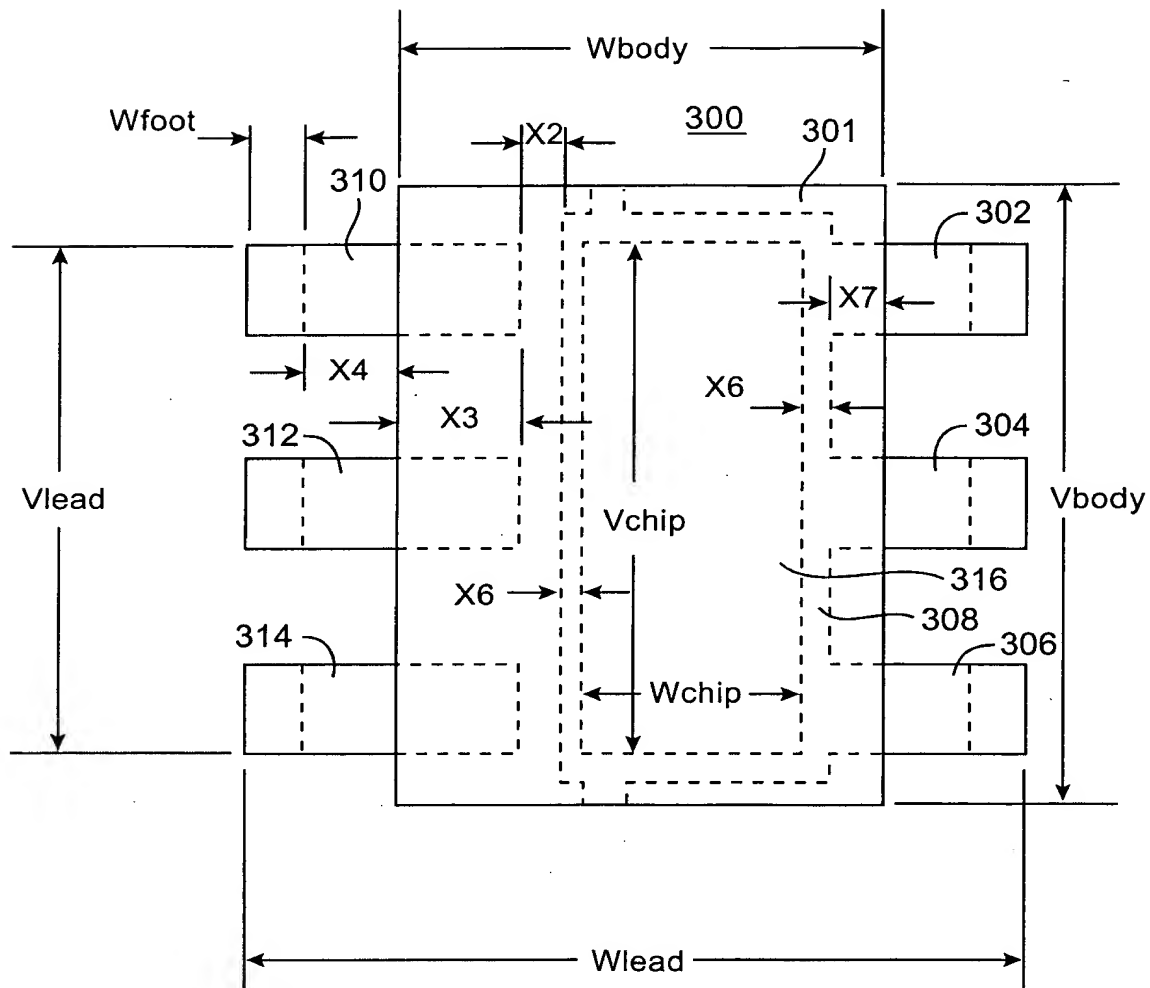 Wbody
Wfoot
X2
300
301
310
302
X7
X4
X6
X3
312
304
Vlead
Vbody
Vchip
316
X6
308
314
306
Wchip
Wlead